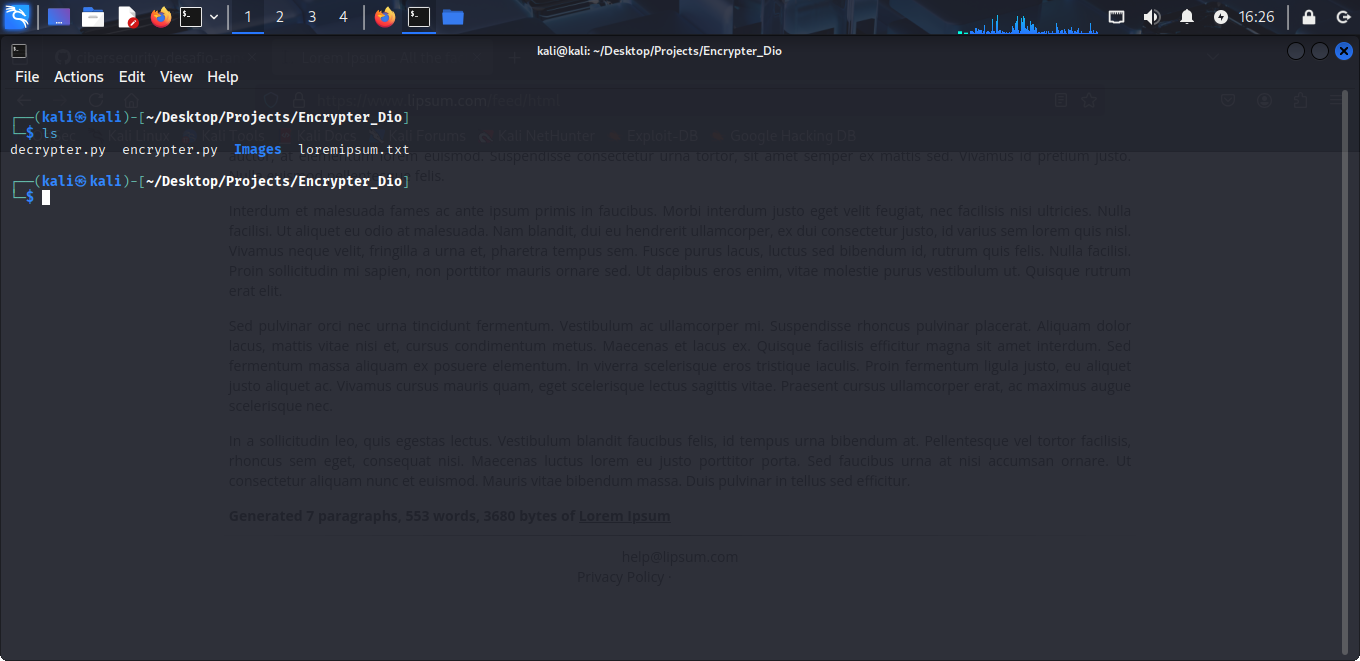 1 2 3 4 16:26
kali@kali: ~/Desktop/Projects/Encrypter_Dio
File Actions Edit View Help
https://www.lipsum.com/feed/html
┌──(kali㉿kali)-[~/Desktop/Projects/Encrypter_Dio]
└─$ ls
Kali Linux Kali Tools Kali Docs Kali Forums Kali NetHunter Exploit-DB Google Hacking DB
decrypter.py encrypter.py Images loremipsum.txt
euismod. Suspendisse consectetur urna tortor, sit amet semper ex mattis sed. Vivamus id pretium justo.
┌──(kali㉿kali)-[~/Desktop/Projects/Encrypter_Dio]
felis.
└─$
Interdum et malesuada fames ac ante ipsum primis in faucibus. Morbi interdum justo eget velit feugiat, nec facilisis nisi ultricies. Nulla
facilisi. Ut aliquet eu odio at malesuada. Nam blandit, dui eu hendrerit ullamcorper, ex dui consectetur justo, id varius sem lorem quis nisl.
Vivamus neque velit, fringilla a urna et, pharetra tempus sem. Fusce purus lacus, luctus sed bibendum id, rutrum quis felis. Nulla facilisi.
Proin sollicitudin mi sapien, non porttitor mauris ornare sed. Ut dapibus eros enim, vitae molestie purus vestibulum ut. Quisque rutrum
erat elit.
Sed pulvinar orci nec urna tincidunt fermentum. Vestibulum ac ullamcorper mi. Suspendisse rhoncus pulvinar placerat. Aliquam dolor
lacus, mattis vitae nisi et, cursus condimentum metus. Maecenas et lacus ex. Quisque facilisis efficitur magna sit amet interdum. Sed
fermentum massa aliquam ex posuere elementum. In viverra scelerisque eros tristique iaculis. Proin fermentum ligula justo, eu aliquet
justo aliquet ac. Vivamus cursus mauris quam, eget scelerisque lectus sagittis vitae. Praesent cursus ullamcorper erat, ac maximus augue
scelerisque nec.
In a sollicitudin leo, quis egestas lectus. Vestibulum blandit faucibus felis, id tempus urna bibendum at. Pellentesque vel tortor facilisis,
rhoncus sem eget, consequat nisi. Maecenas luctus lorem eu justo porttitor porta. Sed faucibus urna at nisi accumsan ornare. Ut
consectetur aliquam nunc et euismod. Mauris vitae bibendum massa. Duis pulvinar in tellus sed efficitur.
Generated 7 paragraphs, 553 words, 3680 bytes of Lorem Ipsum
help@lipsum.com
Privacy Policy